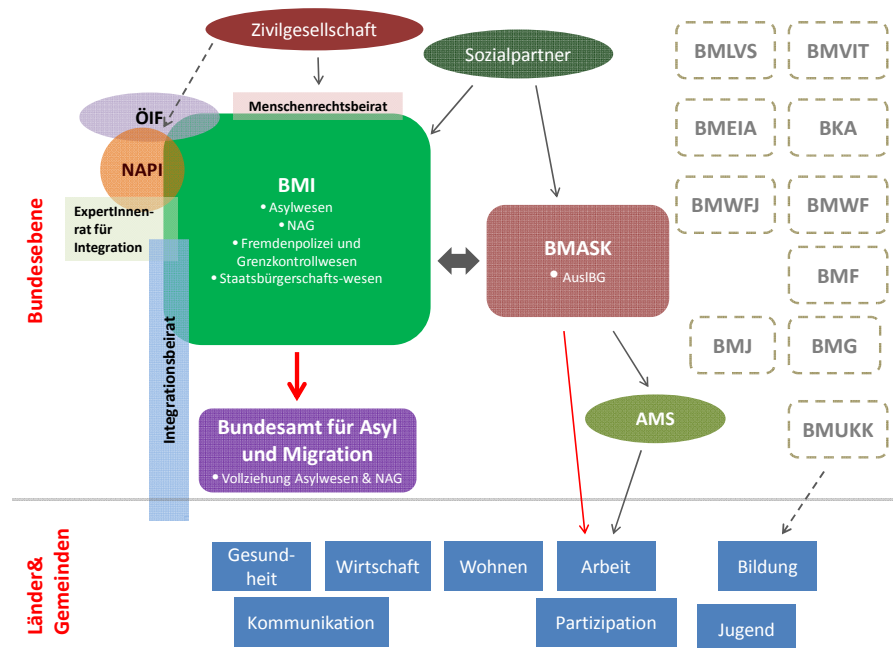 Zivilgesellschaft
Sozialpartner
BMLVS
BMVIT
Menschenrechtsbeirat
ÖIF
NAPI
BMEIA
BKA
BMI
• Asylwesen
• NAG
• Fremdenpolizei und
Grenzkontrollwesen
• Staatsbürgerschafts-wesen
ExpertInnen-
rat für
Integration
BMWFJ
BMWF
BMASK
• AuslBG
BMF
Bundesebene
Integrationsbeirat
BMJ
BMG
Bundesamt für Asyl
und Migration
• Vollziehung Asylwesen & NAG
AMS
BMUKK
Länder&
Gemeinden
Gesund-
heit
Wirtschaft
Wohnen
Arbeit
Bildung
Kommunikation
Partizipation
Jugend